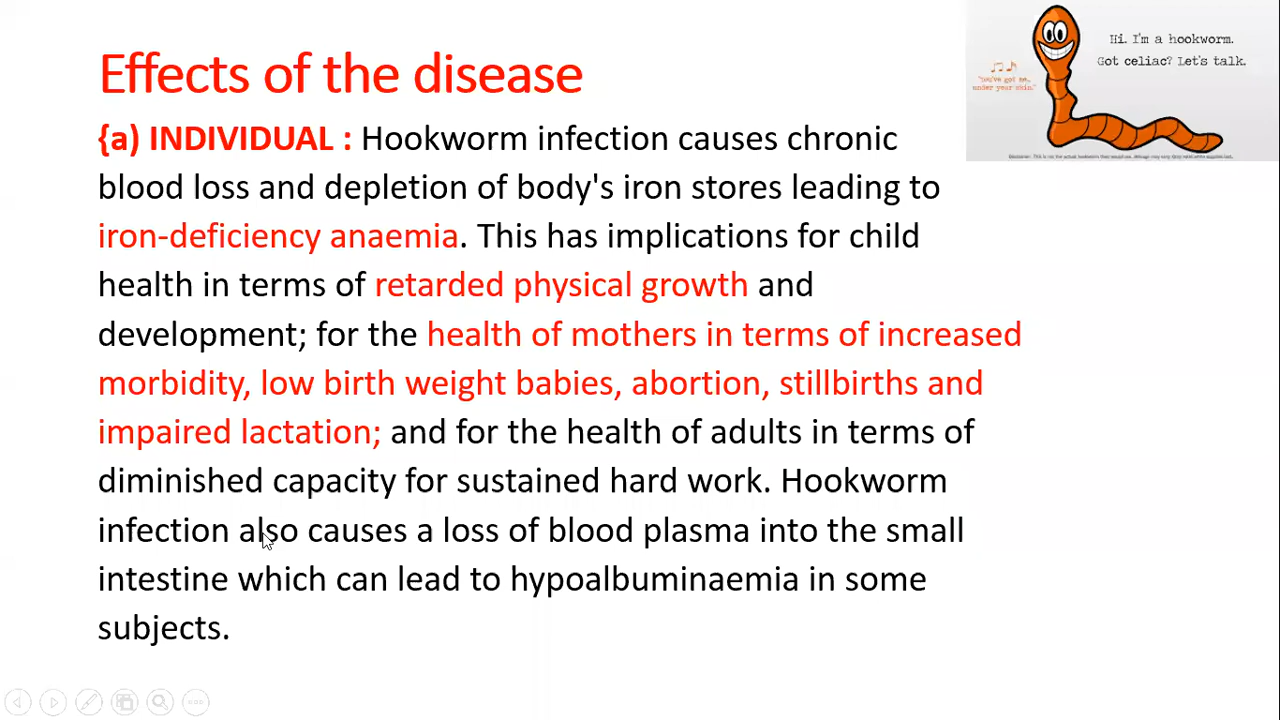 Effects of the disease
Hi. I'm a hookworm.
Got celiac? Let's talk.
"You've got me..
under your skin."
{a) INDIVIDUAL : Hookworm infection causes chronic
blood loss and depletion of body's iron stores leading to
iron-deficiency anaemia. This has implications for child
health in terms of retarded physical growth and
development; for the health of mothers in terms of increased
morbidity, low birth weight babies, abortion, stillbirths and
impaired lactation; and for the health of adults in terms of
diminished capacity for sustained hard work. Hookworm
infection also causes a loss of blood plasma into the small
intestine which can lead to hypoalbuminaemia in some
subjects.